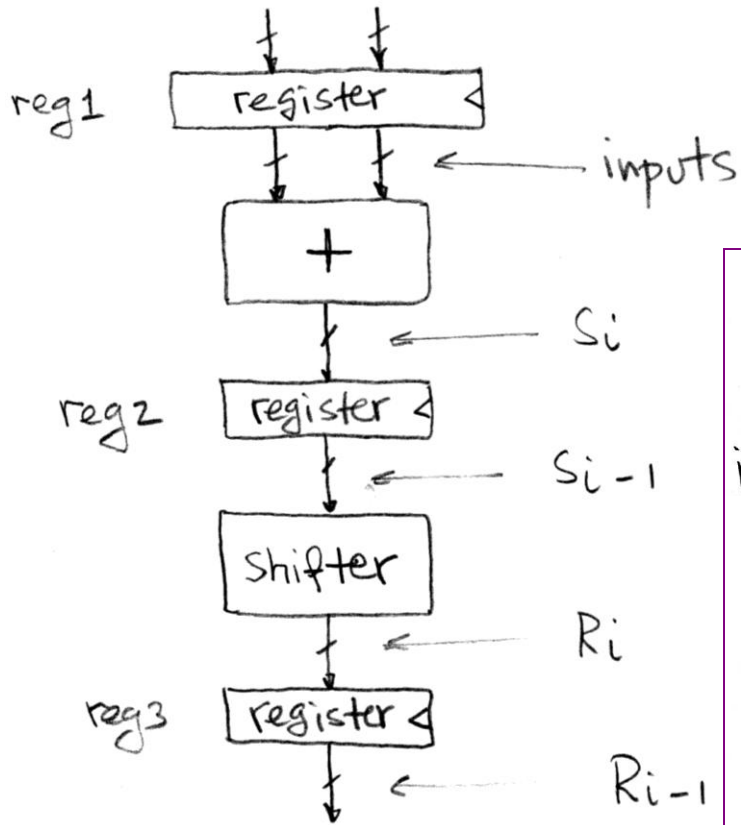 reg1
register
inputs
+
Si
reg2
register
Si-1
shifter
Ri
reg3
register
Ri-1